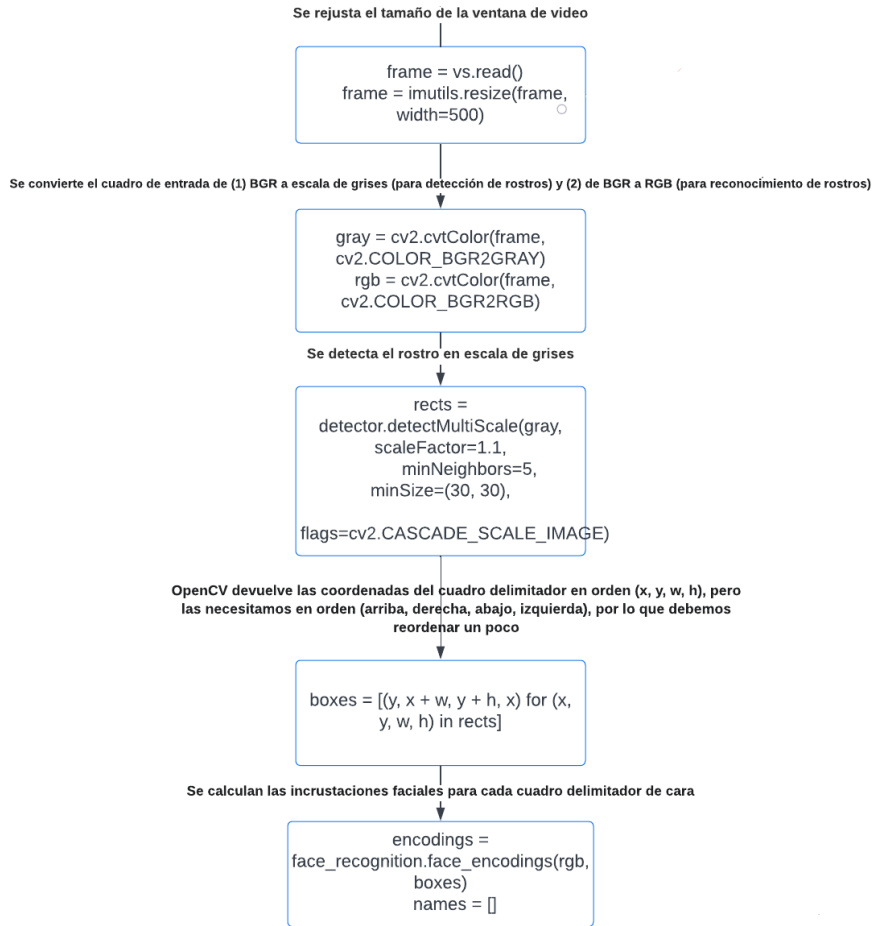 Se rejusta el tamaño de la ventana de video
frame = vs.read()
frame = imutils.resize(frame,
width=500)
Se convierte el cuadro de entrada de (1) BGR a escala de grises (para detección de rostros) y (2) de BGR a RGB (para reconocimiento de rostros)
gray = cv2.cvtColor(frame,
cv2.COLOR_BGR2GRAY)
rgb = cv2.cvtColor(frame,
cv2.COLOR_BGR2RGB)
Se detecta el rostro en escala de grises
rects =
detector.detectMultiScale(gray,
scaleFactor=1.1,
minNeighbors=5,
minSize=(30, 30),
flags=cv2.CASCADE_SCALE_IMAGE)
OpenCV devuelve las coordenadas del cuadro delimitador en orden (x, y, w, h), pero
las necesitamos en orden (arriba, derecha, abajo, izquierda), por lo que debemos
reordenar un poco
boxes = [(y, x + w, y + h, x) for (x,
y, w, h) in rects]
Se calculan las incrustaciones faciales para cada cuadro delimitador de cara
encodings =
face_recognition.face_encodings(rgb,
boxes)
names = []